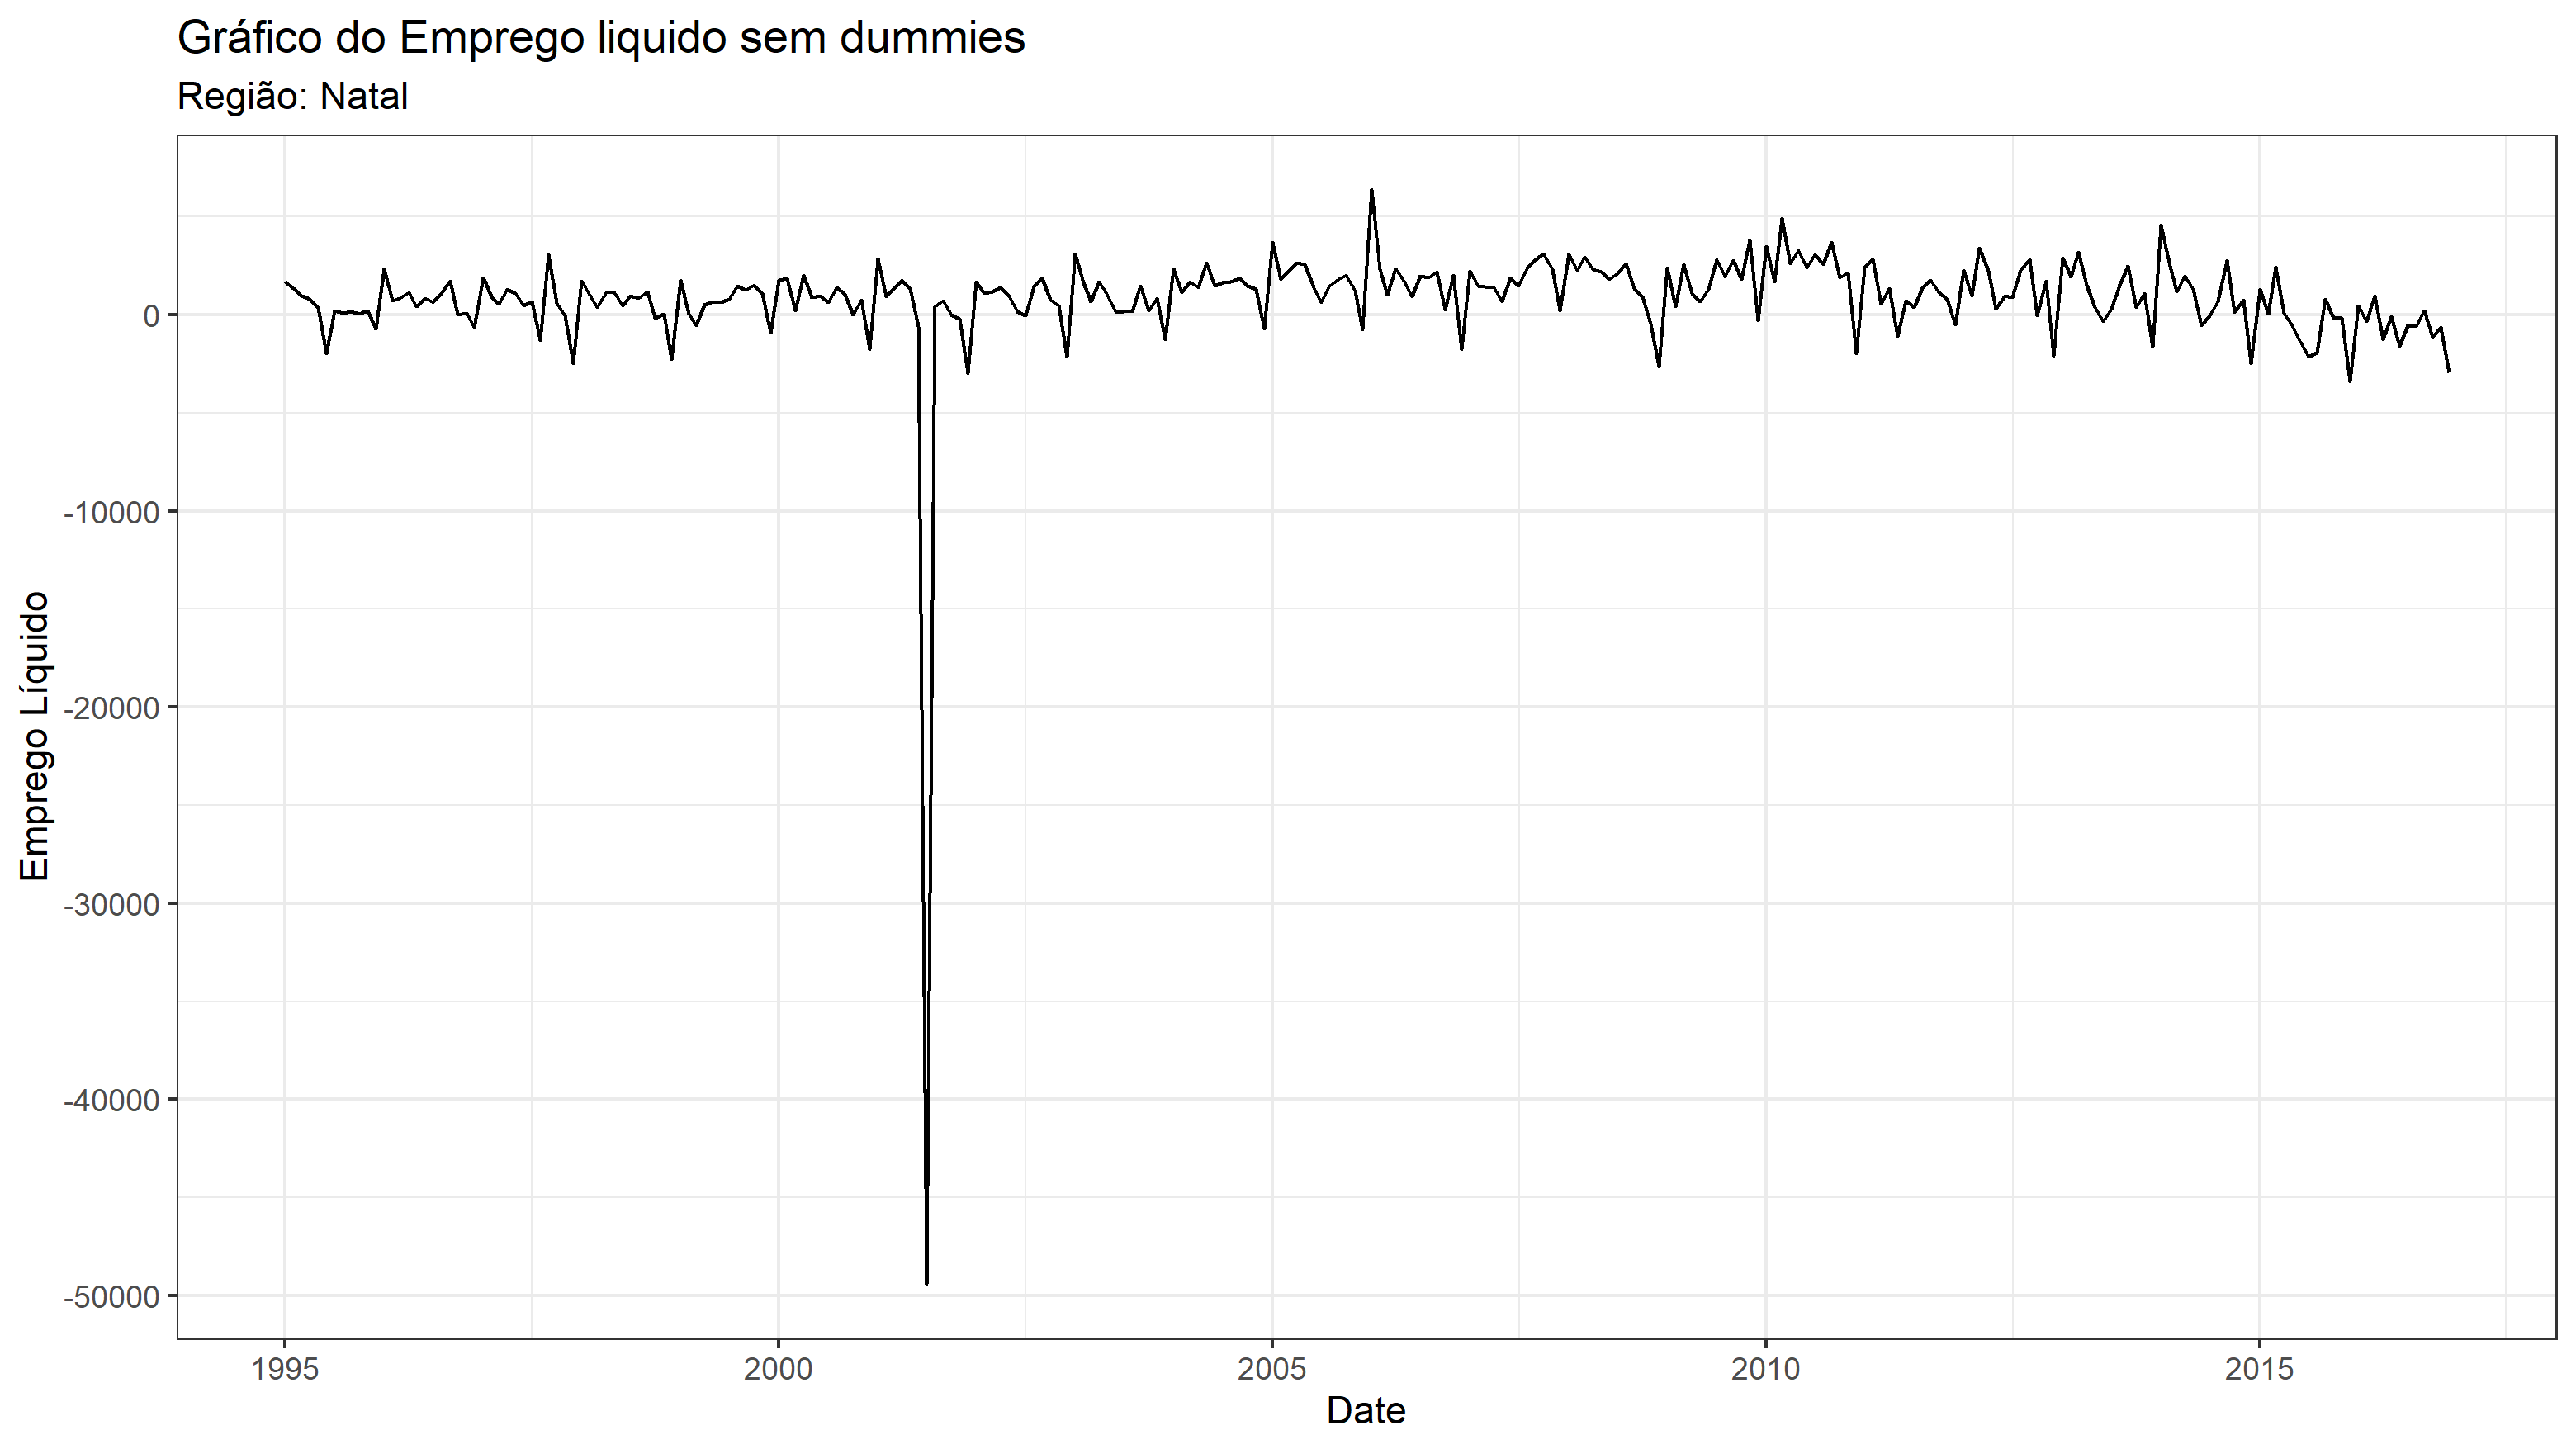 Gráfico do Emprego liquido sem dummies
Região: Natal
Emprego Líquido
0
-10000
-20000
-30000
-40000
-50000
1995
2000
2005
2010
2015
Date